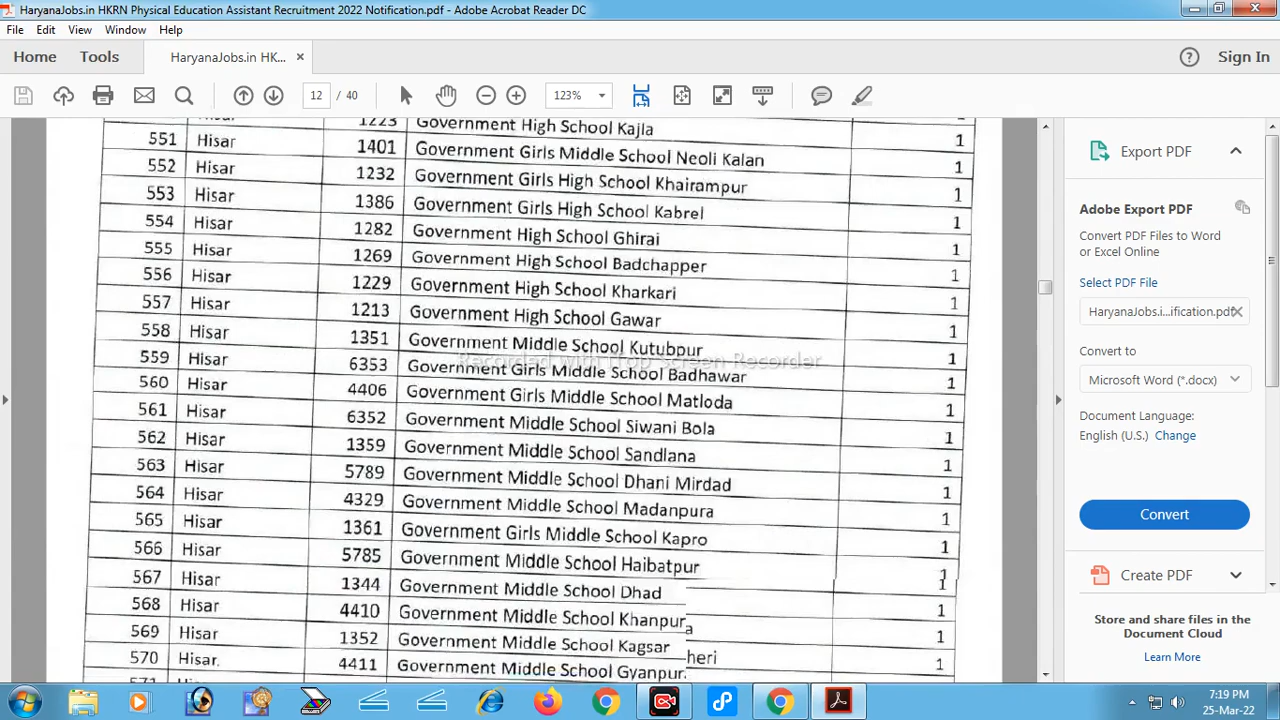 HaryanaJobs.in HKRN Physical Education Assistant Recruitment 2022 Notification.pdf - Adobe Acrobat Reader DC
File Edit View Window Help
Home Tools HaryanaJobs.in HK... × Sign In
12 / 40 123%
1223 Government High School Kajla
551 Hisar 1401 Government Girls Middle School Neoli Kalan 1
552 Hisar 1232 Government Girls High School Khairampur 1
553 Hisar 1386 Government Girls High School Kabrel 1
554 Hisar 1282 Government High School Ghirai 1
555 Hisar 1269 Government High School Badchapper 1
556 Hisar 1229 Government High School Kharkari 1
557 Hisar 1213 Government High School Gawar 1
558 Hisar 1351 Government Middle School Kutubpur 1
Recorded with iTop Screen Recorder
559 Hisar 6353 Government Girls Middle School Badhawar 1
560 Hisar 4406 Government Girls Middle School Matloda 1
561 Hisar 6352 Government Middle School Siwani Bola 1
562 Hisar 1359 Government Middle School Sandlana 1
563 Hisar 5789 Government Middle School Dhani Mirdad 1
564 Hisar 4329 Government Middle School Madanpura 1
565 Hisar 1361 Government Girls Middle School Kapro 1
566 Hisar 5785 Government Middle School Haibatpur 1
567 Hisar 1344 Government Middle School Dhad 1
568 Hisar 4410 Government Middle School Khanpur 1
569 Hisar 1352 Government Middle School Kagsar 1
570 Hisar. 4411 Government Middle School Gyanpur 1
Export PDF
Adobe Export PDF
Convert PDF Files to Word
or Excel Online
Select PDF File
HaryanaJobs.i...ification.pdf
Convert to
Microsoft Word (*.docx)
Document Language:
English (U.S.) Change
Convert
Create PDF
Store and share files in the
Document Cloud
Learn More
7:19 PM
25-Mar-22